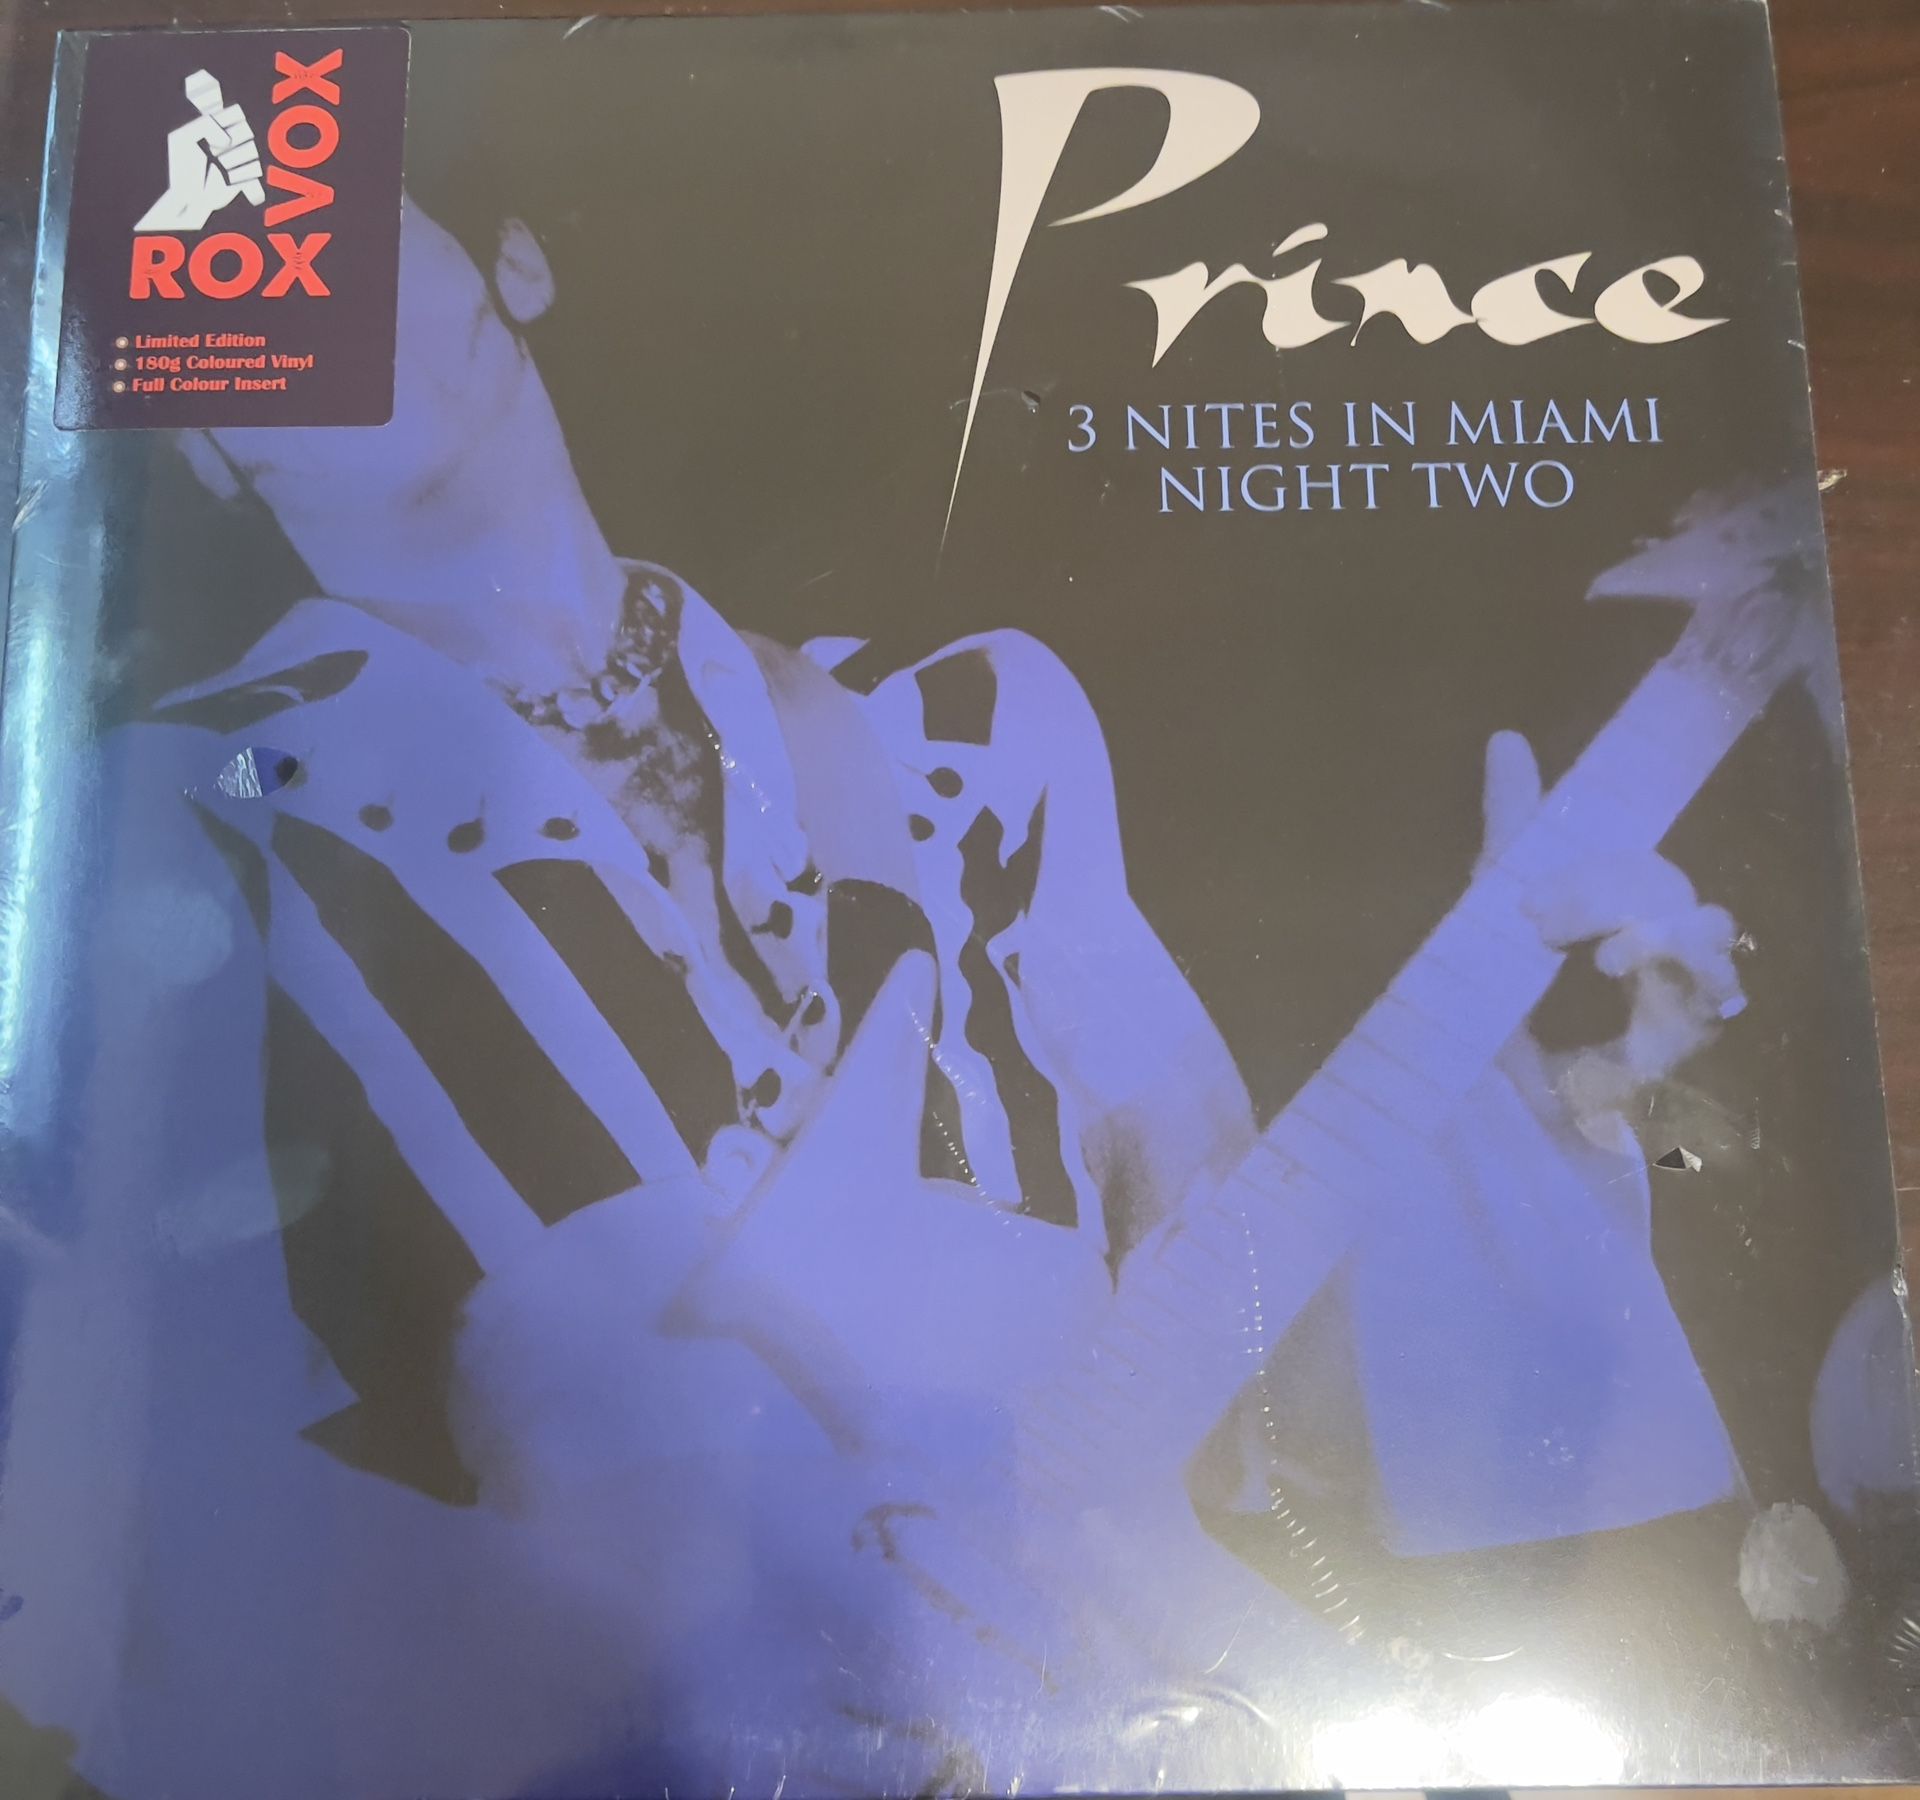 VOX
ROX
Limited Edition
180g Coloured Vinyl
Full Colour Insert
Prince
3 NITES IN MIAMI
NIGHT TWO